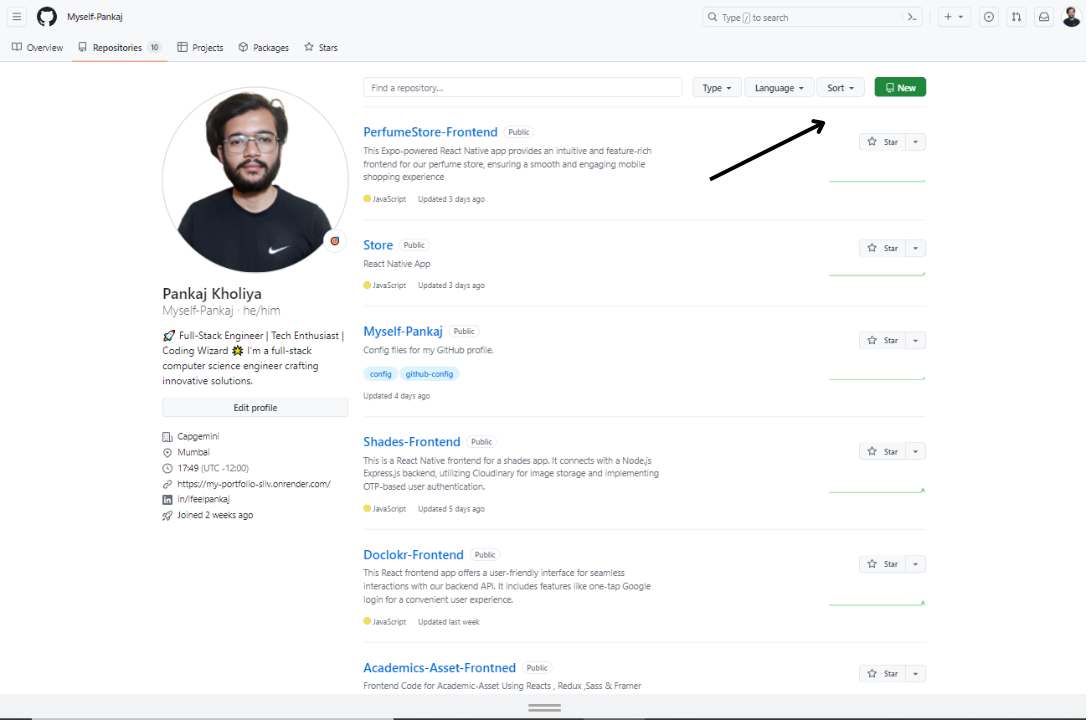 Myself-Pankaj
Type / to search
Overview
Repositories 10
Projects
Packages
Stars
Find a repository...
Type
Language
Sort
New
Pankaj Kholiya
Myself-Pankaj · he/him
🚀 Full-Stack Engineer | Tech Enthusiast |
Coding Wizard 🌟 I'm a full-stack
computer science engineer crafting
innovative solutions.
Edit profile
Capgemini
Mumbai
17:49 (UTC -12:00)
https://my-portfolio-sliv.onrender.com/
in/ifeelpankaj
Joined 2 weeks ago
PerfumeStore-Frontend Public
This Expo-powered React Native app provides an intuitive and feature-rich
frontend for our perfume store, ensuring a smooth and engaging mobile
shopping experience
JavaScript Updated 3 days ago
Star
Store Public
React Native App
JavaScript Updated 3 days ago
Star
Myself-Pankaj Public
Config files for my GitHub profile.
config github-config
Updated 4 days ago
Star
Shades-Frontend Public
This is a React Native frontend for a shades app. It connects with a Node.js
Express.js backend, utilizing Cloudinary for image storage and implementing
OTP-based user authentication.
JavaScript Updated 5 days ago
Star
Doclokr-Frontend Public
This React frontend app offers a user-friendly interface for seamless
interactions with our backend API. It includes features like one-tap Google
login for a convenient user experience.
JavaScript Updated last week
Star
Academics-Asset-Frontned Public
Frontend Code for Academic-Asset Using Reacts , Redux ,Sass & Framer
Star